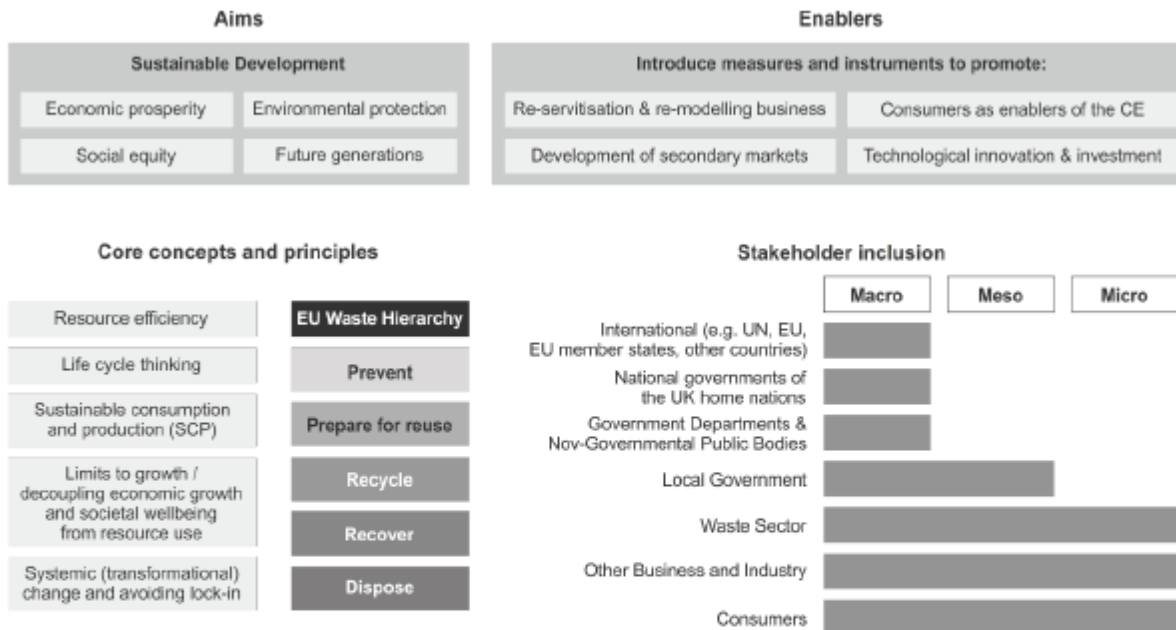 Aims
Sustainable Development
Economic prosperity
Environmental protection
Social equity
Future generations
Enablers
Introduce measures and instruments to promote:
Re-servitisation & re-modelling business
Consumers as enablers of the CE
Development of secondary markets
Technological innovation & investment
Core concepts and principles
Resource efficiency
Life cycle thinking
Sustainable consumption
and production (SCP)
Limits to growth /
decoupling economic growth
and societal wellbeing
from resource use
Systemic (transformational)
change and avoiding lock-in
EU Waste Hierarchy
Prevent
Prepare for reuse
Recycle
Recover
Dispose
Stakeholder inclusion
Macro
Meso
Micro
International (e.g. UN, EU,
EU member states, other countries)
National governments of
the UK home nations
Government Departments &
Nov-Governmental Public Bodies
Local Government
Waste Sector
Other Business and Industry
Consumers